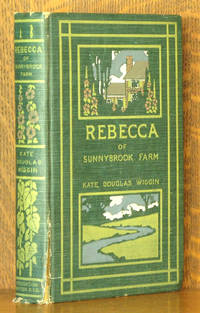 REBECCA
OF
SUNNYBROOK
FARM
KATE
DOUGLAS
WIGGIN
REBECCA
OF
SUNNYBROOK FARM
KATE DOUGLAS WIGGIN